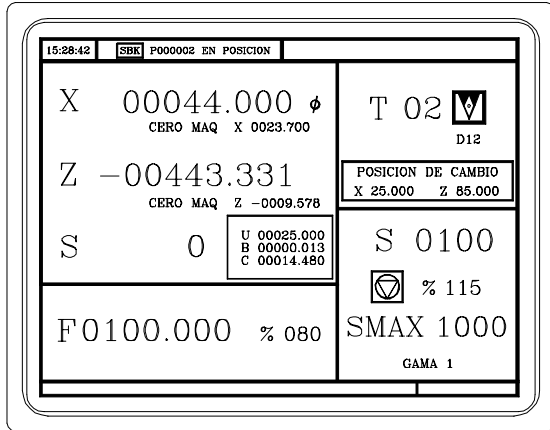 15:28:42 SBK P000002 EN POSICION
X 00044.000 ϕ
CERO MAQ X 0023.700
Z -00443.331
CERO MAQ Z -0009.578
S 0
U 00025.000
B 00000.013
C 00014.480
F0100.000 % 080
T 02
D12
POSICION DE CAMBIO
X 25.000 Z 85.000
S 0100
% 115
SMAX 1000
GAMA 1